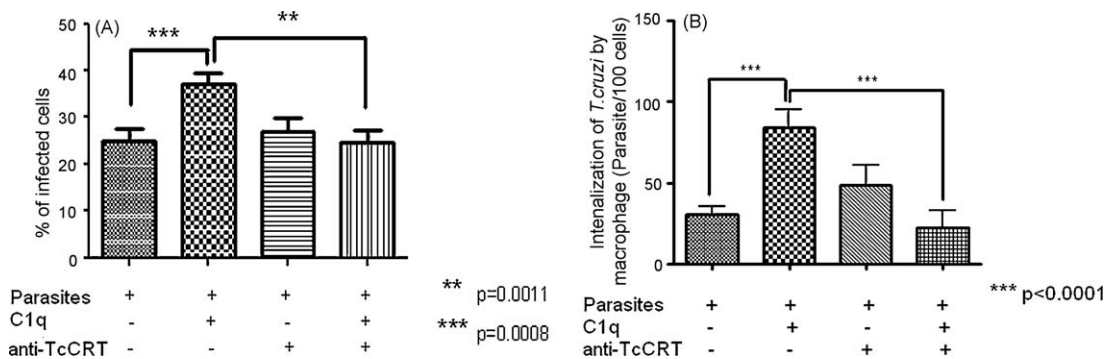 (A)
% of infected cells
50
40
30
20
10
0
***
**
Parasites + + + +
C1q - + - +
anti-TcCRT - - + +
** p=0.0011
*** p=0.0008
(B)
Intenalization of T.cruzi by
macrophage (Parasite/100 cells)
150
100
50
0
***
***
Parasites + + + +
C1q - + - +
anti-TcCRT - - + +
*** p<0.0001